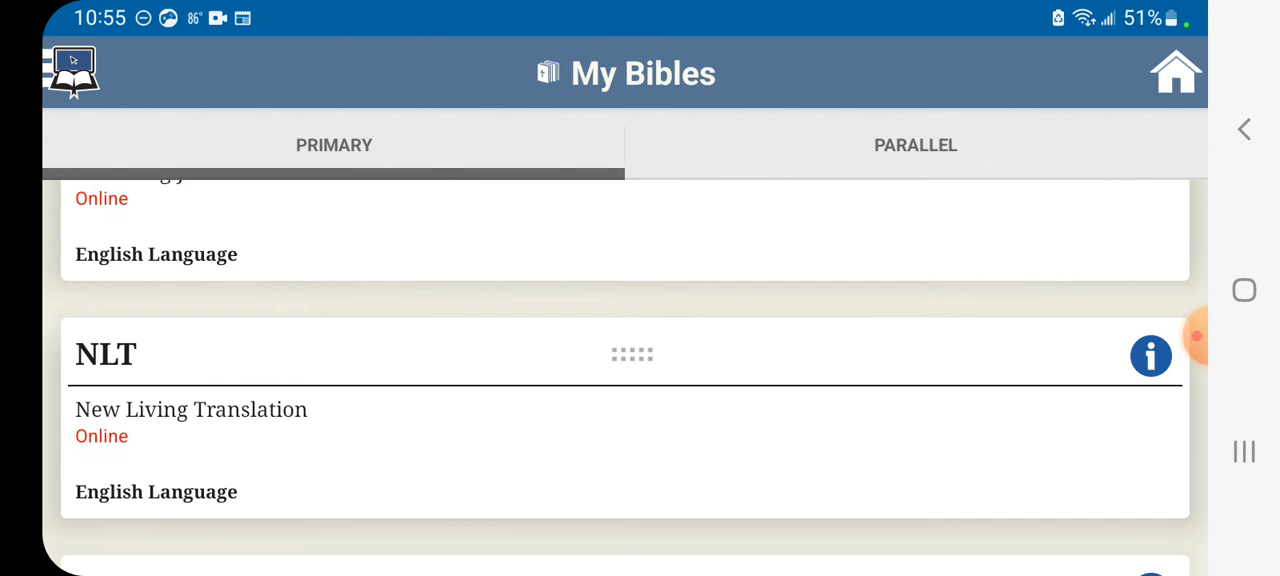 10:55 86° 51%
My Bibles
PRIMARY PARALLEL
Online
English Language
NLT
New Living Translation
Online
English Language